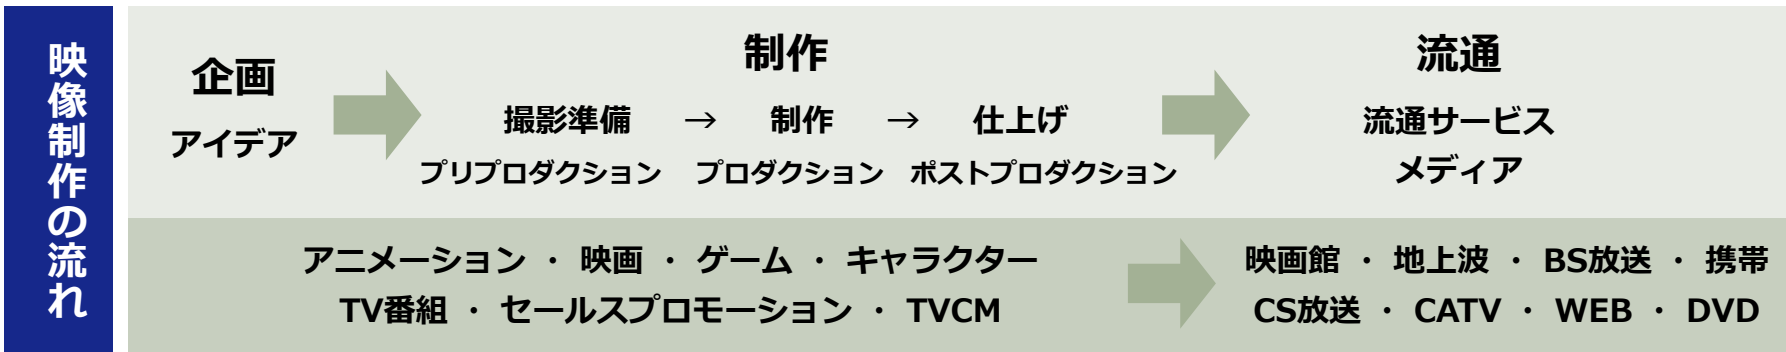 映像制作の流れ
企画
アイデア
制作
撮影準備 → 制作 → 仕上げ
プリプロダクション プロダクション ポストプロダクション
流通
流通サービス
メディア
アニメーション ・ 映画 ・ ゲーム ・ キャラクター
TV番組 ・ セールスプロモーション ・ TVCM
映画館 ・ 地上波 ・ BS放送 ・ 携帯
CS放送 ・ CATV ・ WEB ・ DVD